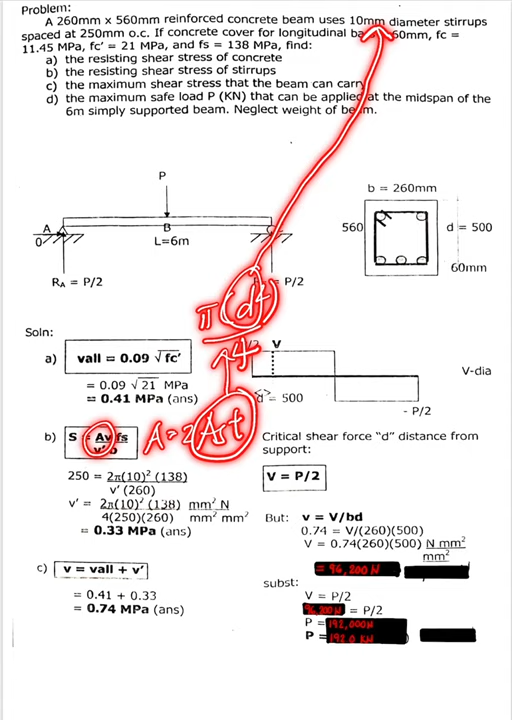 Problem:
A 260mm x 560mm reinforced concrete beam uses 10mm diameter stirrups
spaced at 250mm o.c. If concrete cover for longitudinal 60mm, fc =
11.45 MPa, fc' = 21 MPa, and fs = 138 MPa, find:
a) the resisting shear stress of concrete
b) the resisting shear stress of stirrups
c) the maximum shear stress that the beam can carry
d) the maximum safe load P (KN) that can be applied at the midspan of the
6m simply supported beam. Neglect weight of beam.
P
b = 260mm
A
B
560
d = 500
0
L=6m
60mm
RA = P/2
= P/2
π(d²)
4
Soln:
V
a) vall = 0.09 √fc'
V-dia
= 0.09 √21 MPa
= 0.41 MPa (ans)
d = 500
- P/2
A = 2Ast
b) S = Av fs
v' b
Critical shear force "d" distance from
support:
250 = 2π(10)² (138)
v' (260)
V = P/2
v' = 2π(10)² (138) mm² N
4(250)(260) mm² mm²
= 0.33 MPa (ans)
But: v = V/bd
0.74 = V/(260)(500)
V = 0.74(260)(500) N mm²
mm²
= 96,200 N
c) v = vall + v'
= 0.41 + 0.33
= 0.74 MPa (ans)
subst:
V = P/2
96,200 N = P/2
P = 192,000N
P = 192.0 KN